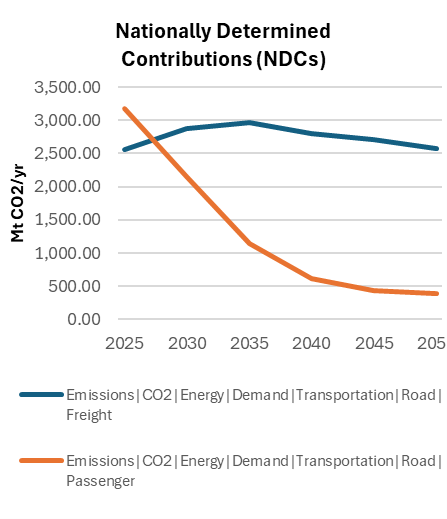 Nationally Determined
Contributions (NDCs)
Mt CO2/yr
3,500.00
3,000.00
2,500.00
2,000.00
1,500.00
1,000.00
500.00
0.00
2025 2030 2035 2040 2045 205
Emissions|CO2|Energy|Demand|Transportation|Road|
Freight
Emissions|CO2|Energy|Demand|Transportation|Road|
Passenger